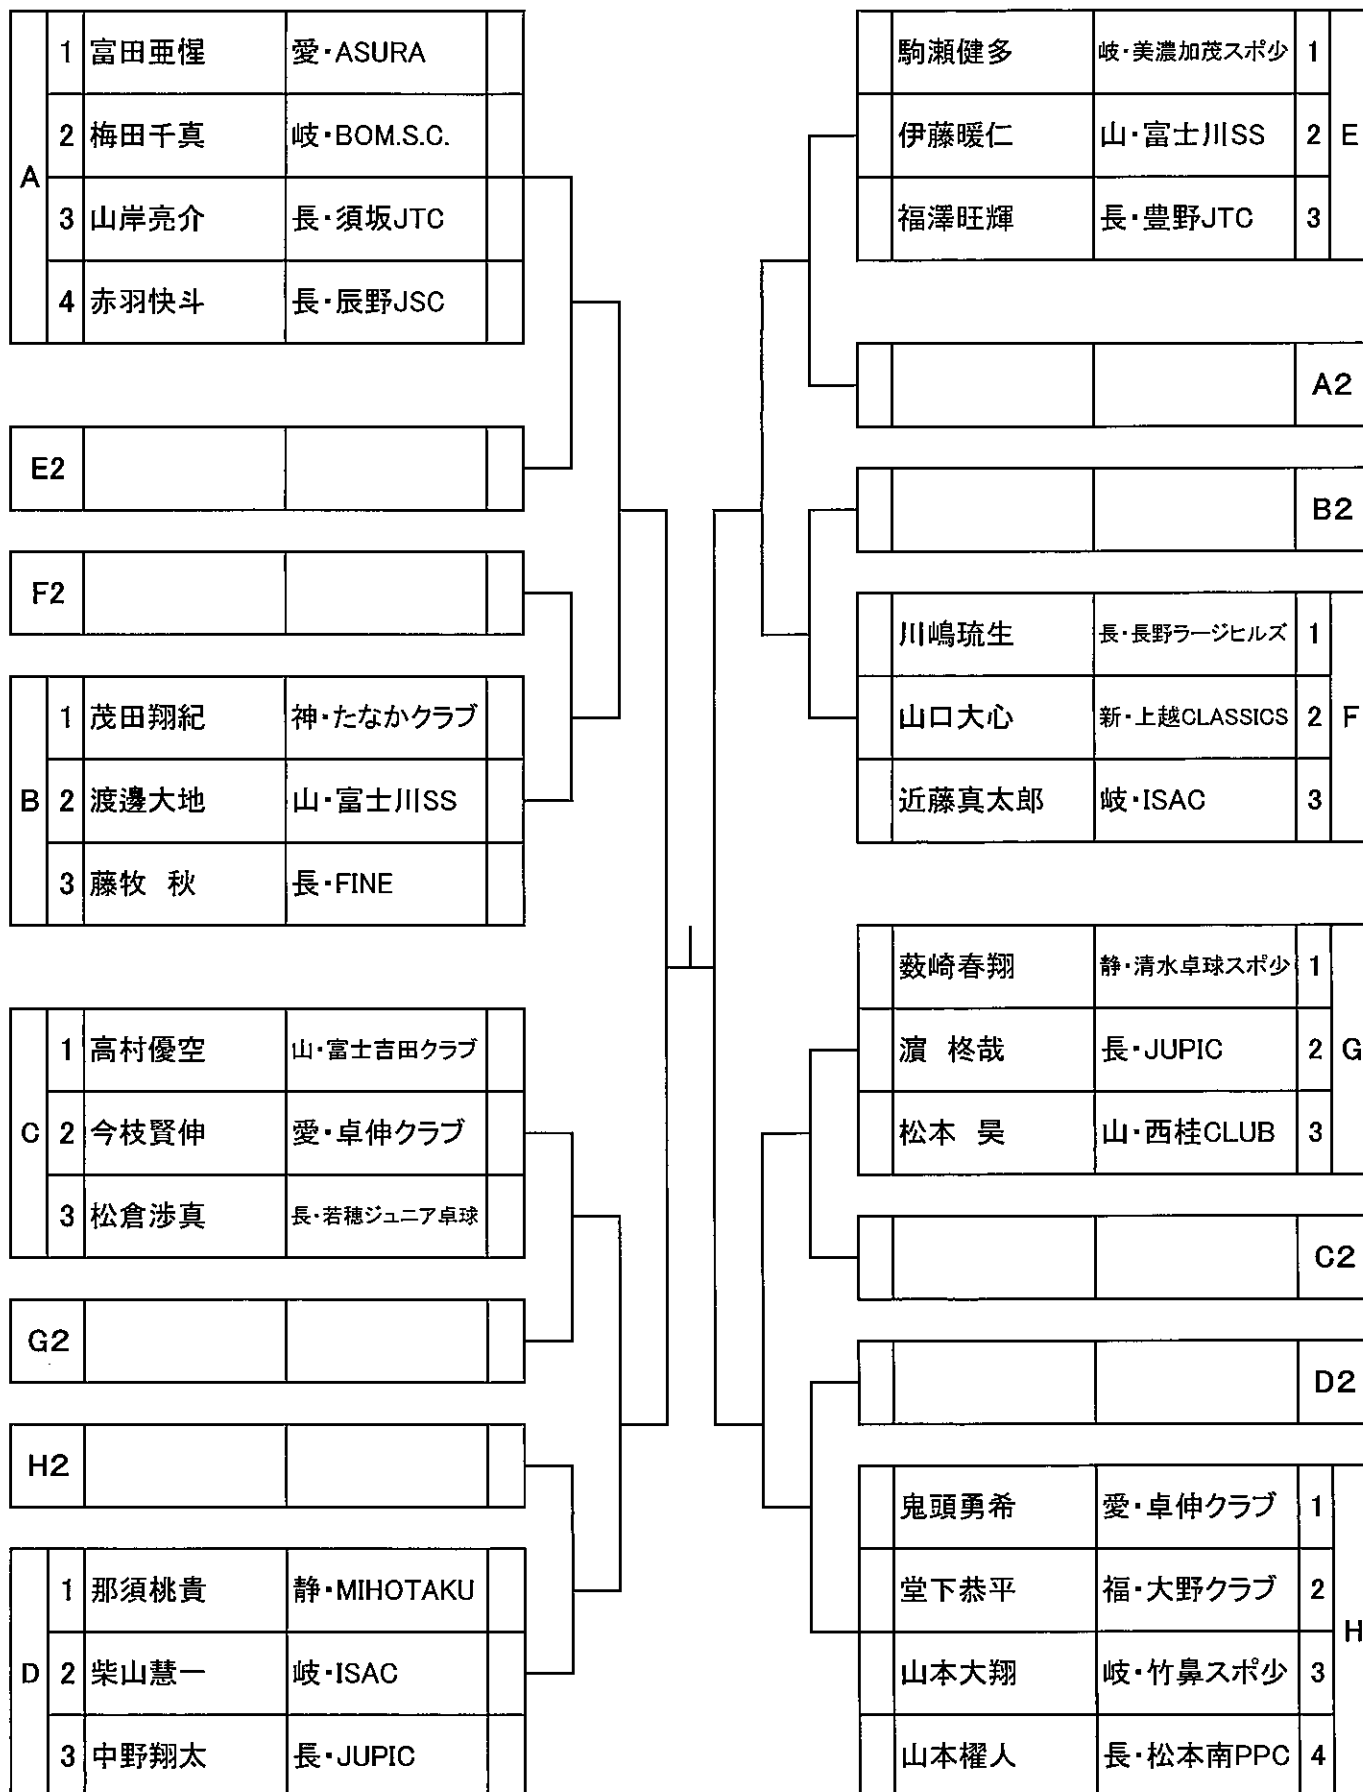 A
1 富田亜惺 愛・ASURA
2 梅田千真 岐・BOM.S.C.
3 山岸亮介 長・須坂JTC
4 赤羽快斗 長・辰野JSC
E2
F2
B
1 茂田翔紀 神・たなかクラブ
2 渡邊大地 山・富士川SS
3 藤牧 秋 長・FINE
C
1 高村優空 山・富士吉田クラブ
2 今枝賢伸 愛・卓伸クラブ
3 松倉渉真 長・若穂ジュニア卓球
G2
H2
D
1 那須桃貴 静・MIHOTAKU
2 柴山慧一 岐・ISAC
3 中野翔太 長・JUPIC
駒瀬健多 岐・美濃加茂スポ少 1
伊藤暖仁 山・富士川SS 2
福澤旺輝 長・豊野JTC 3
E
A2
B2
川嶋琉生 長・長野ラージヒルズ 1
山口大心 新・上越CLASSICS 2
近藤真太郎 岐・ISAC 3
F
薮崎春翔 静・清水卓球スポ少 1
濵 柊哉 長・JUPIC 2
松本 昊 山・西桂CLUB 3
G
C2
D2
鬼頭勇希 愛・卓伸クラブ 1
堂下恭平 福・大野クラブ 2
山本大翔 岐・竹鼻スポ少 3
山本櫂人 長・松本南PPC 4
H